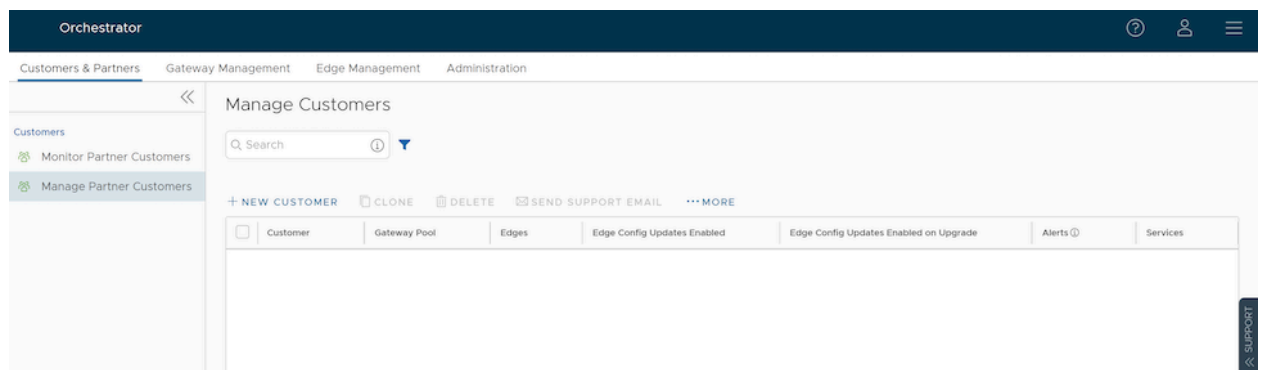 Orchestrator
Customers & Partners Gateway Management Edge Management Administration
Manage Customers
Customers
Search
Monitor Partner Customers
Manage Partner Customers
+ NEW CUSTOMER CLONE DELETE SEND SUPPORT EMAIL ··· MORE
Customer Gateway Pool Edges Edge Config Updates Enabled Edge Config Updates Enabled on Upgrade Alerts Services
SUPPORT